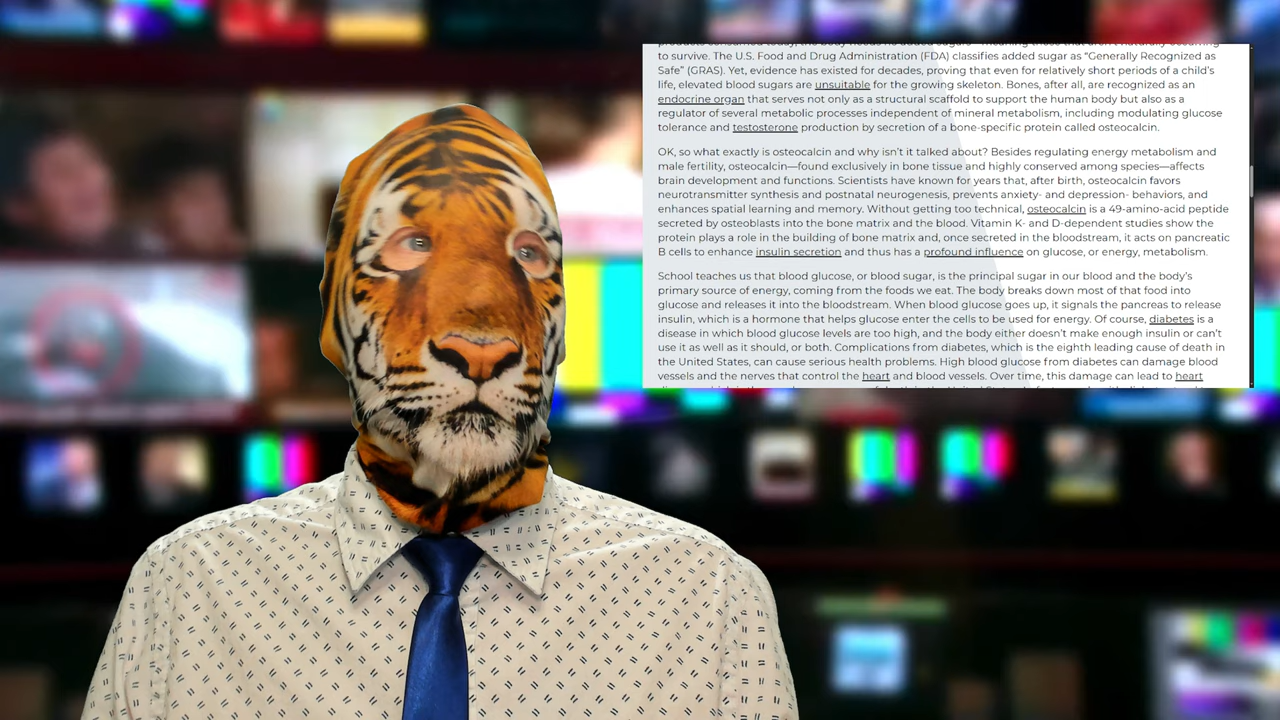 products consumed today, the body needs no added sugars—meaning those that aren't naturally occurring—
to survive. The U.S. Food and Drug Administration (FDA) classifies added sugar as “Generally Recognized as
Safe” (GRAS). Yet, evidence has existed for decades, proving that even for relatively short periods of a child’s
life, elevated blood sugars are unsuitable for the growing skeleton. Bones, after all, are recognized as an
endocrine organ that serves not only as a structural scaffold to support the human body but also as a
regulator of several metabolic processes independent of mineral metabolism, including modulating glucose
tolerance and testosterone production by secretion of a bone-specific protein called osteocalcin.
OK, so what exactly is osteocalcin and why isn’t it talked about? Besides regulating energy metabolism and
male fertility, osteocalcin—found exclusively in bone tissue and highly conserved among species—affects
brain development and functions. Scientists have known for years that, after birth, osteocalcin favors
neurotransmitter synthesis and postnatal neurogenesis, prevents anxiety- and depression- behaviors, and
enhances spatial learning and memory. Without getting too technical, osteocalcin is a 49-amino-acid peptide
secreted by osteoblasts into the bone matrix and the blood. Vitamin K- and D-dependent studies show the
protein plays a role in the building of bone matrix and, once secreted in the bloodstream, it acts on pancreatic
B cells to enhance insulin secretion and thus has a profound influence on glucose, or energy, metabolism.
School teaches us that blood glucose, or blood sugar, is the principal sugar in our blood and the body’s
primary source of energy, coming from the foods we eat. The body breaks down most of that food into
glucose and releases it into the bloodstream. When blood glucose goes up, it signals the pancreas to release
insulin, which is a hormone that helps glucose enter the cells to be used for energy. Of course, diabetes is a
disease in which blood glucose levels are too high, and the body either doesn’t make enough insulin or can’t
use it as well as it should, or both. Complications from diabetes, which is the eighth leading cause of death in
the United States, can cause serious health problems. High blood glucose from diabetes can damage blood
vessels and the nerves that control the heart and blood vessels. Over time, this damage can lead to heart